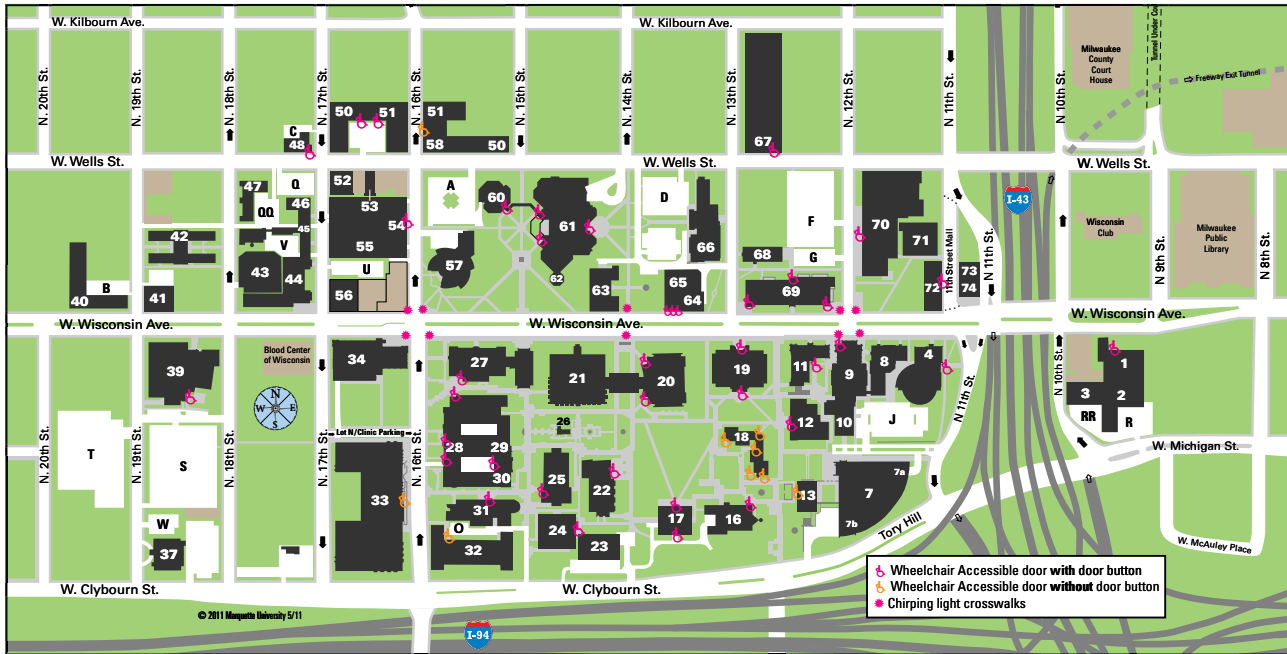 W. Kilbourn Ave.
N. 20th St.
N. 19th St.
N. 18th St.
N. 17th St.
N. 16th St.
N. 15th St.
N. 14th St.
N. 13th St.
N. 12th St.
N. 11th St.
N. 10th St.
Milwaukee
County
Court
House
Tunnel Under Co
Freeway Exit Tunnel
C
48
50
51
51
58
50
67
W. Wells St.
W. Wells St.
W. Wells St.
47
Q
QQ
46
45
V
42
43
44
B
40
41
52
53
54
55
U
56
A
57
60
61
62
63
D
66
65
64
F
68
G
69
70
71
72
73
74
11th Street Mall
N 11th St.
I-43
Wisconsin
Club
Milwaukee
Public
Library
N. 9th St.
N. 8th St.
W. Wisconsin Ave.
W. Wisconsin Ave.
W. Wisconsin Ave.
39
Blood Center
of Wisconsin
34
27
21
20
19
11
9
8
4
1
2
3
RR
R
N
W
E
S
Lot N/Clinic Parking
26
28
29
30
18
12
10
J
N 11th St.
N 10th St.
W. Michigan St.
T
S
N. 20th St.
N. 19th St.
N. 18th St.
N. 17th St.
N. 16th St.
33
25
22
13
7a
7
7b
31
17
16
W
37
O
32
24
23
Tory Hill
W. McAuley Place
Wheelchair Accessible door with door button
Wheelchair Accessible door without door button
Chirping light crosswalks
W. Clybourn St.
W. Clybourn St.
© 2011 Marquette University 5/11
I-94